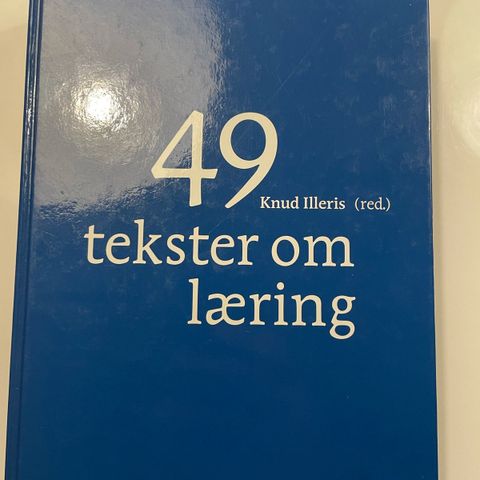 49
Knud Illeris (red.)
tekster om
læring